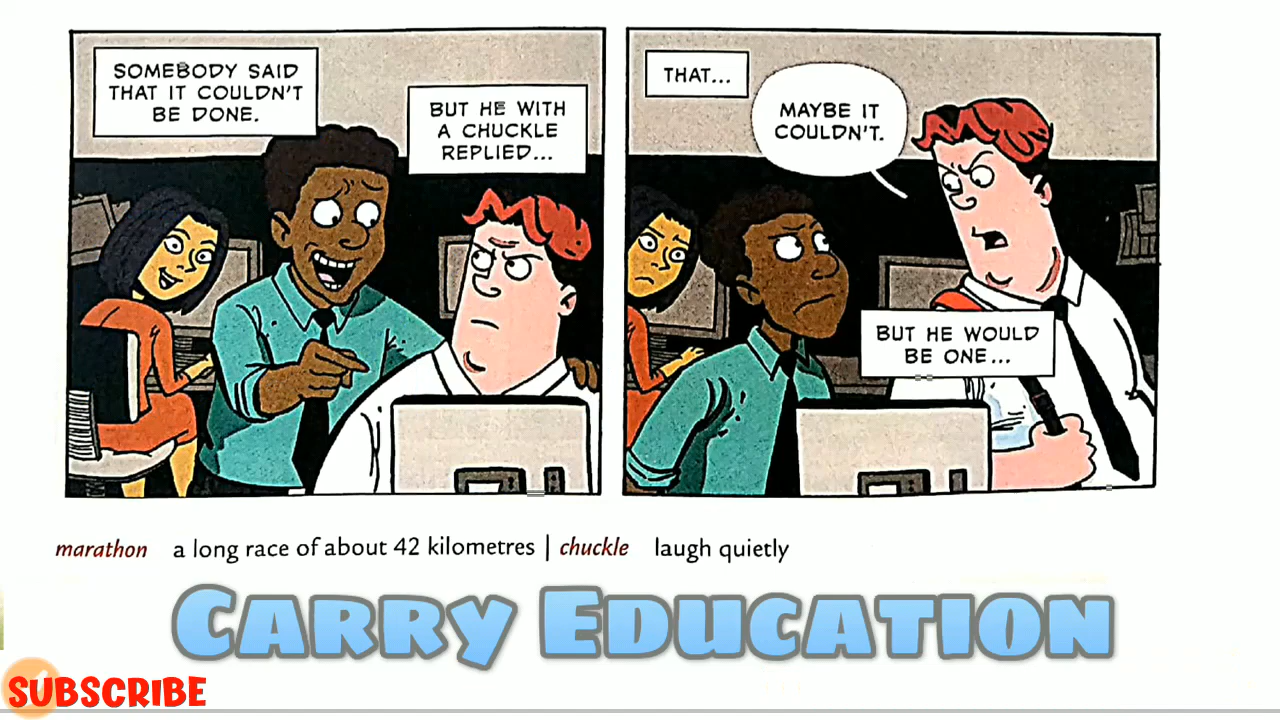 SOMEBODY SAID
THAT IT COULDN'T
BE DONE.
BUT HE WITH
A CHUCKLE
REPLIED...
THAT...
MAYBE IT
COULDN'T.
BUT HE WOULD
BE ONE...
marathon a long race of about 42 kilometres | chuckle laugh quietly
CARRY EDUCATION
SUBSCRIBE